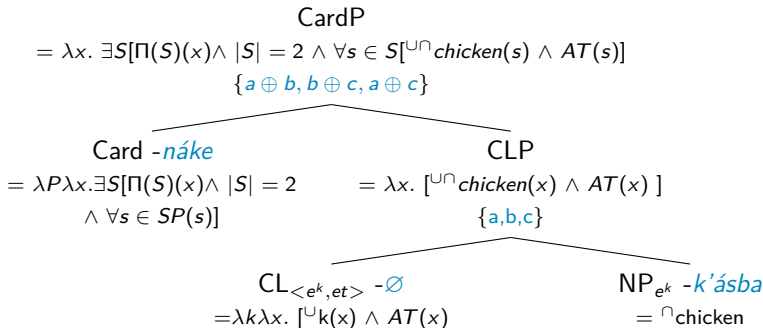 CardP
= λx. ∃S[Π(S)(x)∧ |S| = 2 ∧ ∀s ∈ S[∪∩chicken(s) ∧ AT(s)]
{a ⊕ b, b ⊕ c, a ⊕ c}
Card -náke
CLP
= λPλx.∃S[Π(S)(x)∧ |S| = 2
∧ ∀s ∈ SP(s)]
= λx. [∪∩chicken(x) ∧ AT(x) ]
{a,b,c}
CL<e^k,et> -∅
NP_e^k -k'ásba
=λkλx. [∪k(x) ∧ AT(x)
= ∩chicken